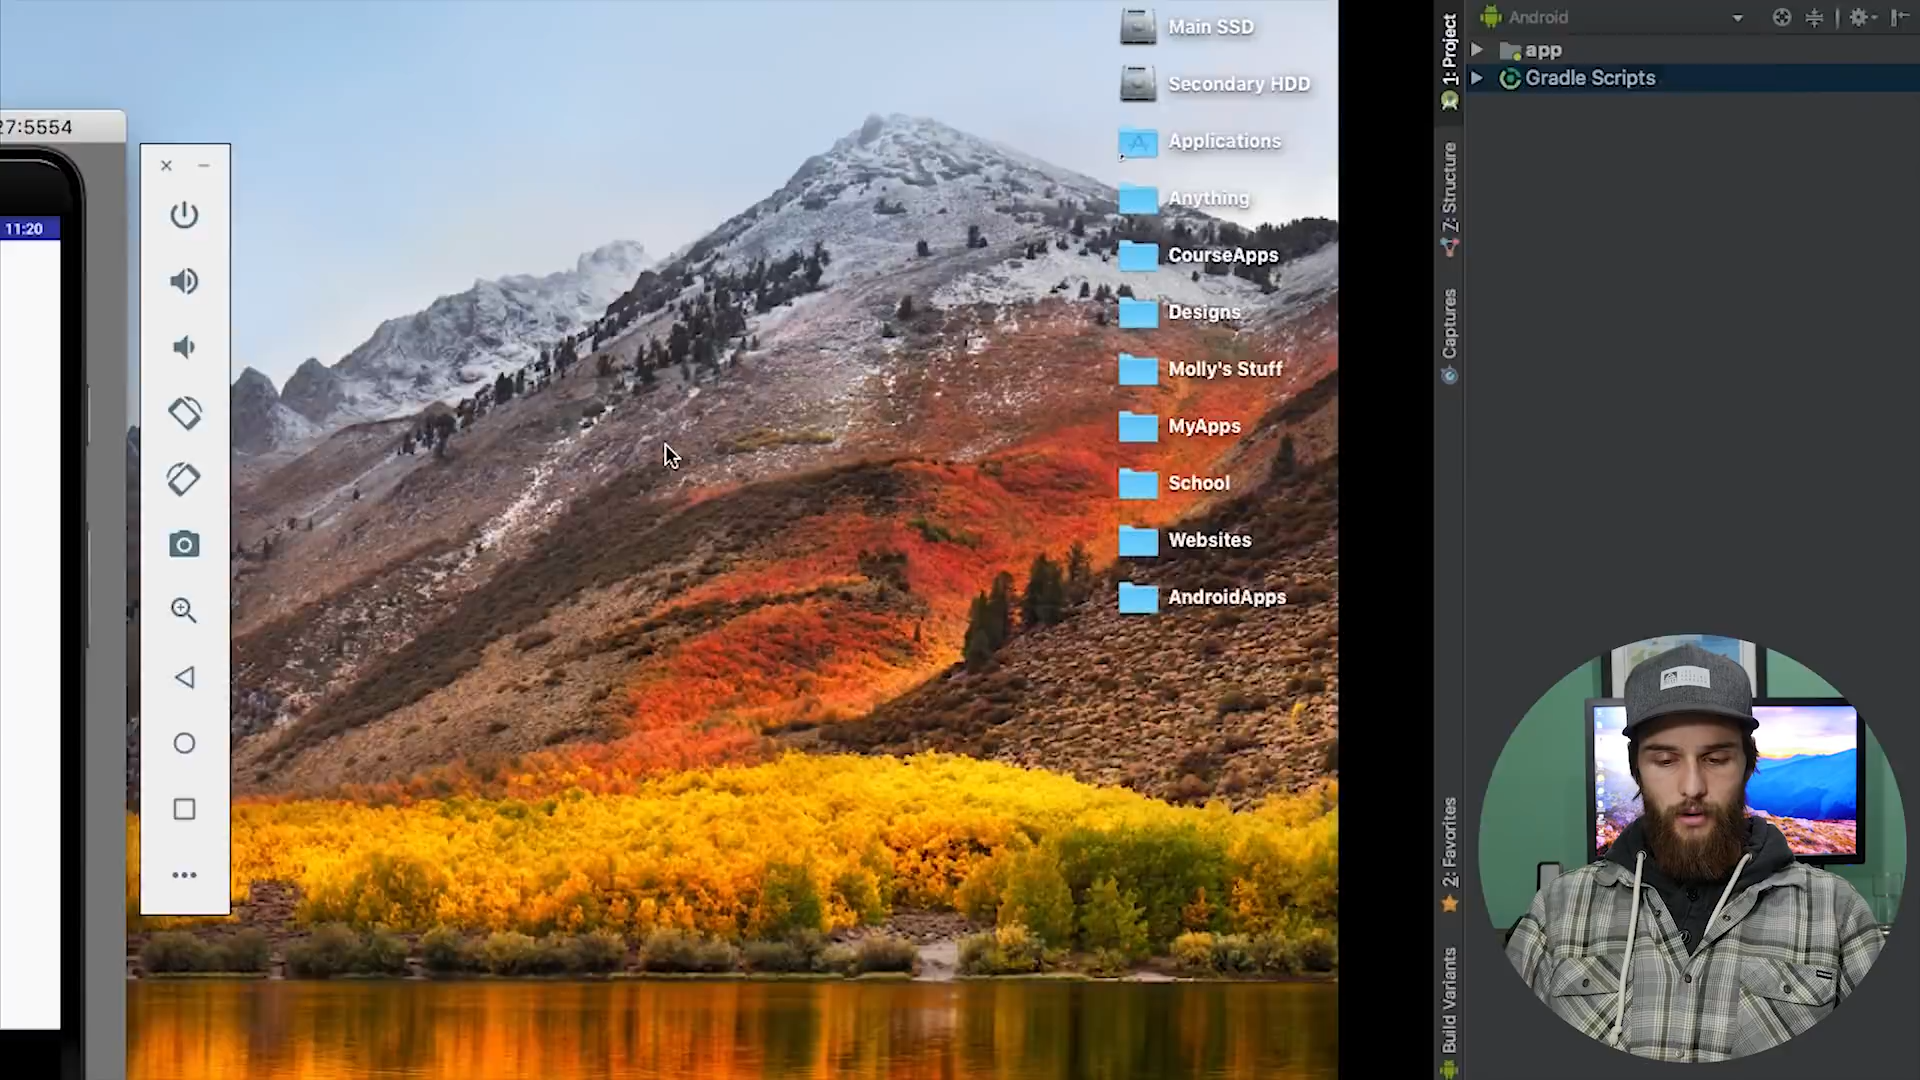 27:5554
11:20
Main SSD
Secondary HDD
Applications
Anything
CourseApps
Designs
Molly's Stuff
MyApps
School
Websites
AndroidApps
1: Project
7: Structure
Captures
2: Favorites
Build Variants
Android
app
Gradle Scripts